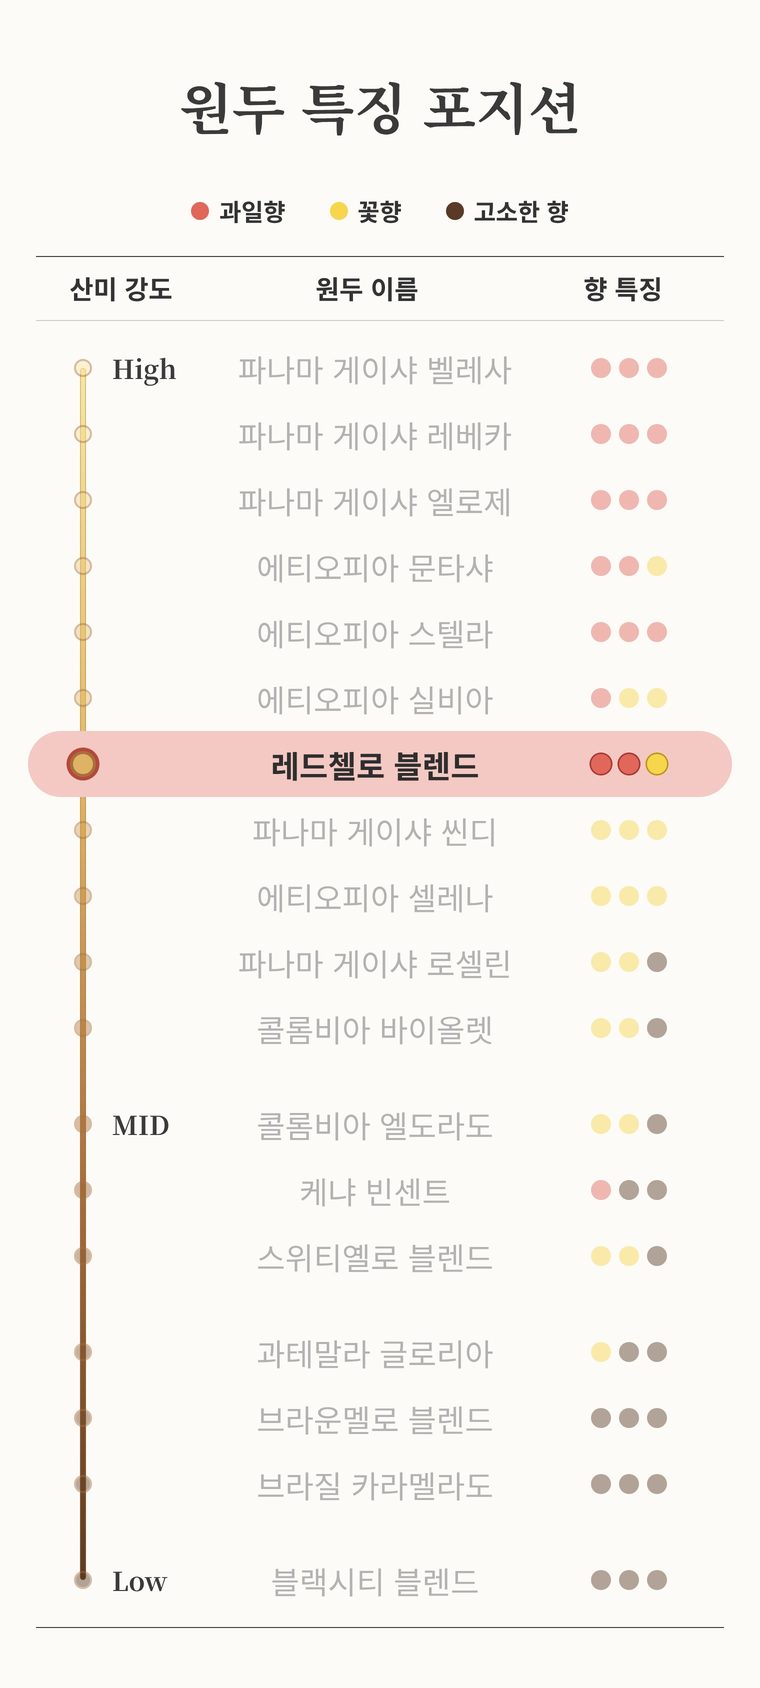 원두 특징 포지션
과일향 꽃향 고소한 향
산미 강도 원두 이름 향 특징
High 파나마 게이샤 벨레사
파나마 게이샤 레베카
파나마 게이샤 엘로제
에티오피아 문타샤
에티오피아 스텔라
에티오피아 실비아
레드첼로 블렌드
파나마 게이샤 씬디
에티오피아 셀레나
파나마 게이샤 로셀린
콜롬비아 바이올렛
MID 콜롬비아 엘도라도
케냐 빈센트
스위티옐로 블렌드
과테말라 글로리아
브라운멜로 블렌드
브라질 카라멜라도
Low 블랙시티 블렌드